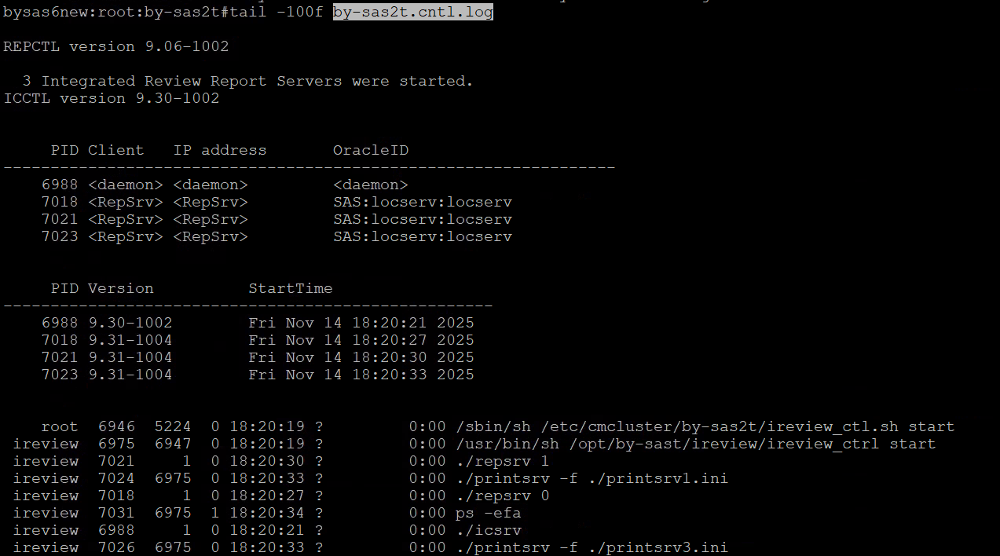 bysas6new:root:by-sas2t#tail -100f by-sas2t.cntl.log
REPCTL version 9.06-1002
3 Integrated Review Report Servers were started.
ICCTL version 9.30-1002
PID Client IP address OracleID
-----------------------------------------------------------------
6988 <daemon> <daemon> <daemon>
7018 <RepSrv> <RepSrv> SAS:locserv:locserv
7021 <RepSrv> <RepSrv> SAS:locserv:locserv
7023 <RepSrv> <RepSrv> SAS:locserv:locserv
PID Version StartTime
----------------------------------------------------
6988 9.30-1002 Fri Nov 14 18:20:21 2025
7018 9.31-1004 Fri Nov 14 18:20:27 2025
7021 9.31-1004 Fri Nov 14 18:20:30 2025
7023 9.31-1004 Fri Nov 14 18:20:33 2025
root 6946 5224 0 18:20:19 ? 0:00 /sbin/sh /etc/cmcluster/by-sas2t/ireview_ctl.sh start
ireview 6975 6947 0 18:20:19 ? 0:00 /usr/bin/sh /opt/by-sast/ireview/ireview_ctrl start
ireview 7021 1 0 18:20:30 ? 0:00 ./repsrv 1
ireview 7024 6975 0 18:20:33 ? 0:00 ./printsrv -f ./printsrv1.ini
ireview 7018 1 0 18:20:27 ? 0:00 ./repsrv 0
ireview 7031 6975 1 18:20:34 ? 0:00 ps -efa
ireview 6988 1 0 18:20:21 ? 0:00 ./icsrv
ireview 7026 6975 0 18:20:33 ? 0:00 ./printsrv -f ./printsrv3.ini